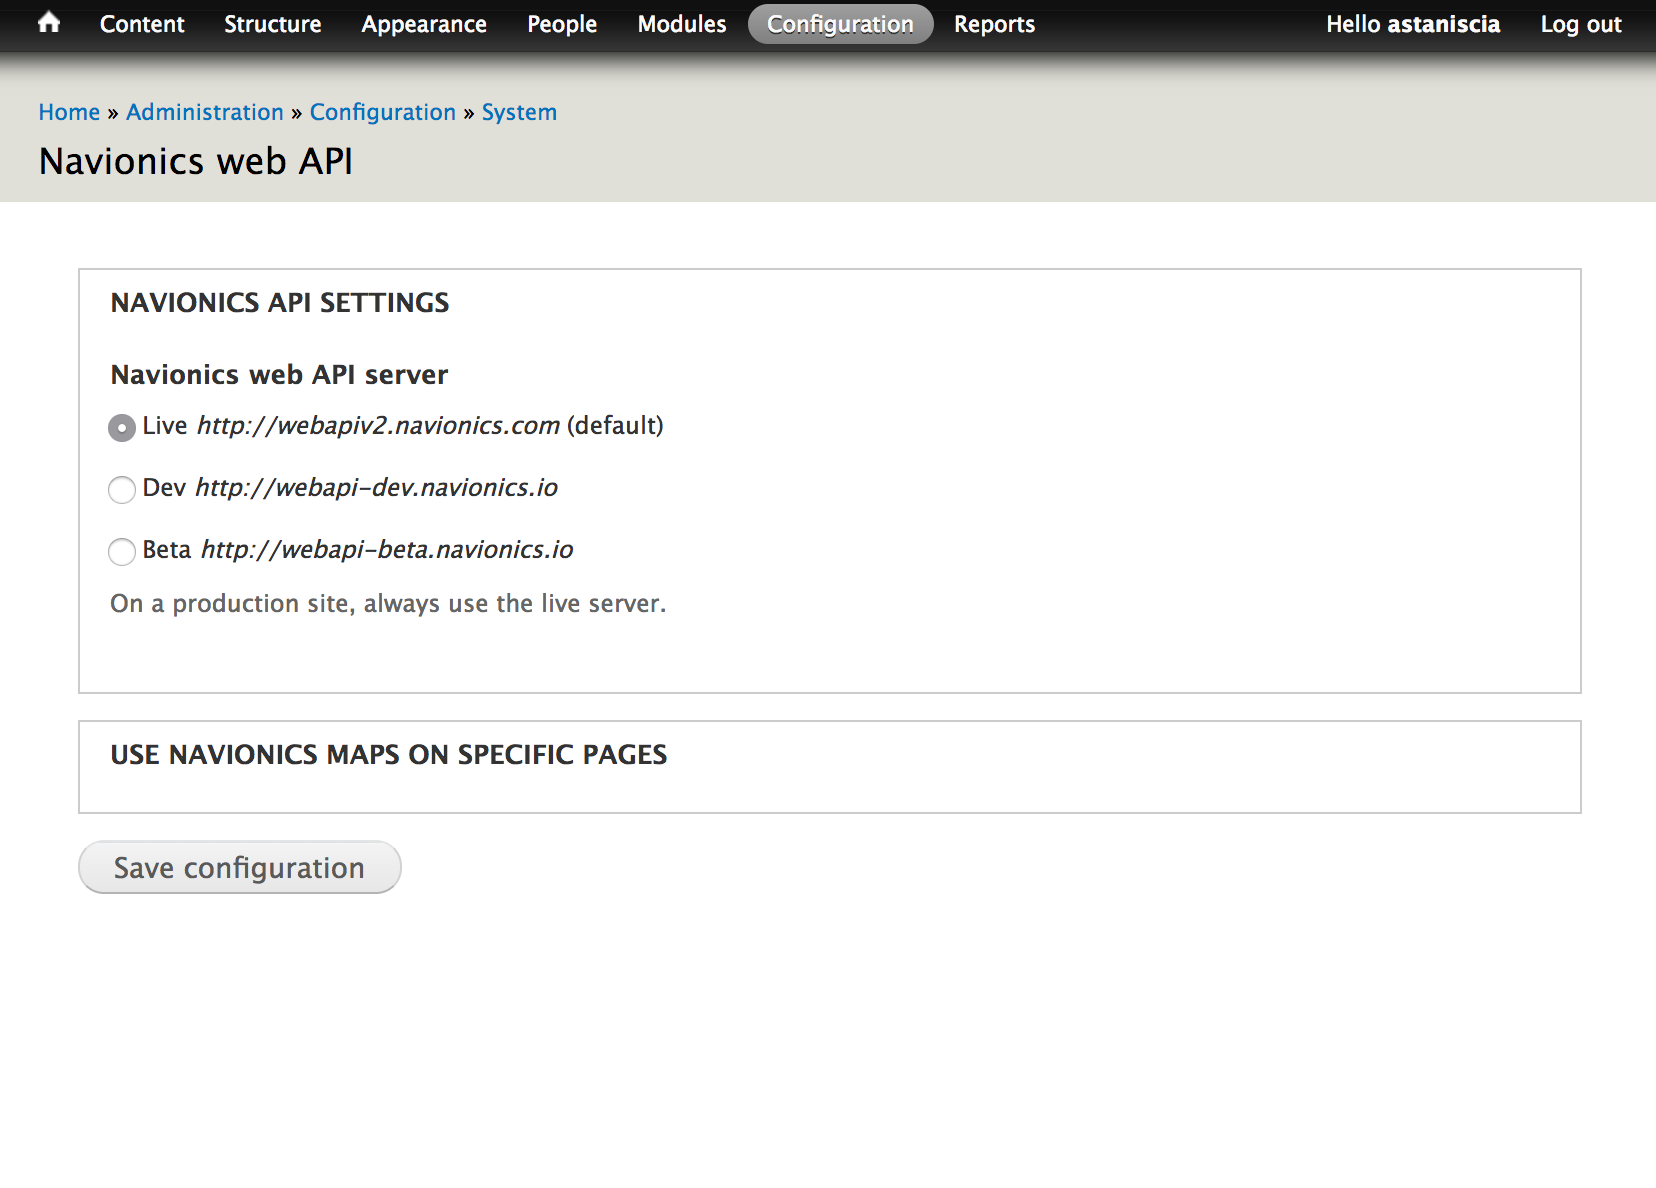 Content Structure Appearance People Modules Configuration Reports Hello astaniscia Log out
Home » Administration » Configuration » System
Navionics web API
NAVIONICS API SETTINGS
Navionics web API server
Live http://webapiv2.navionics.com (default)
Dev http://webapi-dev.navionics.io
Beta http://webapi-beta.navionics.io
On a production site, always use the live server.
USE NAVIONICS MAPS ON SPECIFIC PAGES
Save configuration